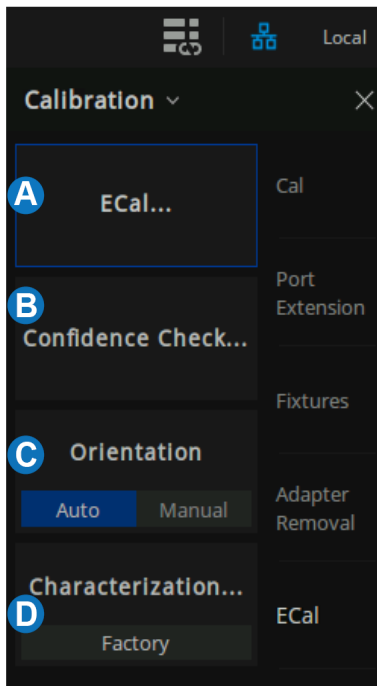 Local
Calibration
A
ECal...
Cal
B
Confidence Check...
Port
Extension
C
Orientation
Auto Manual
Fixtures
Adapter
Removal
D
Characterization...
Factory
ECal